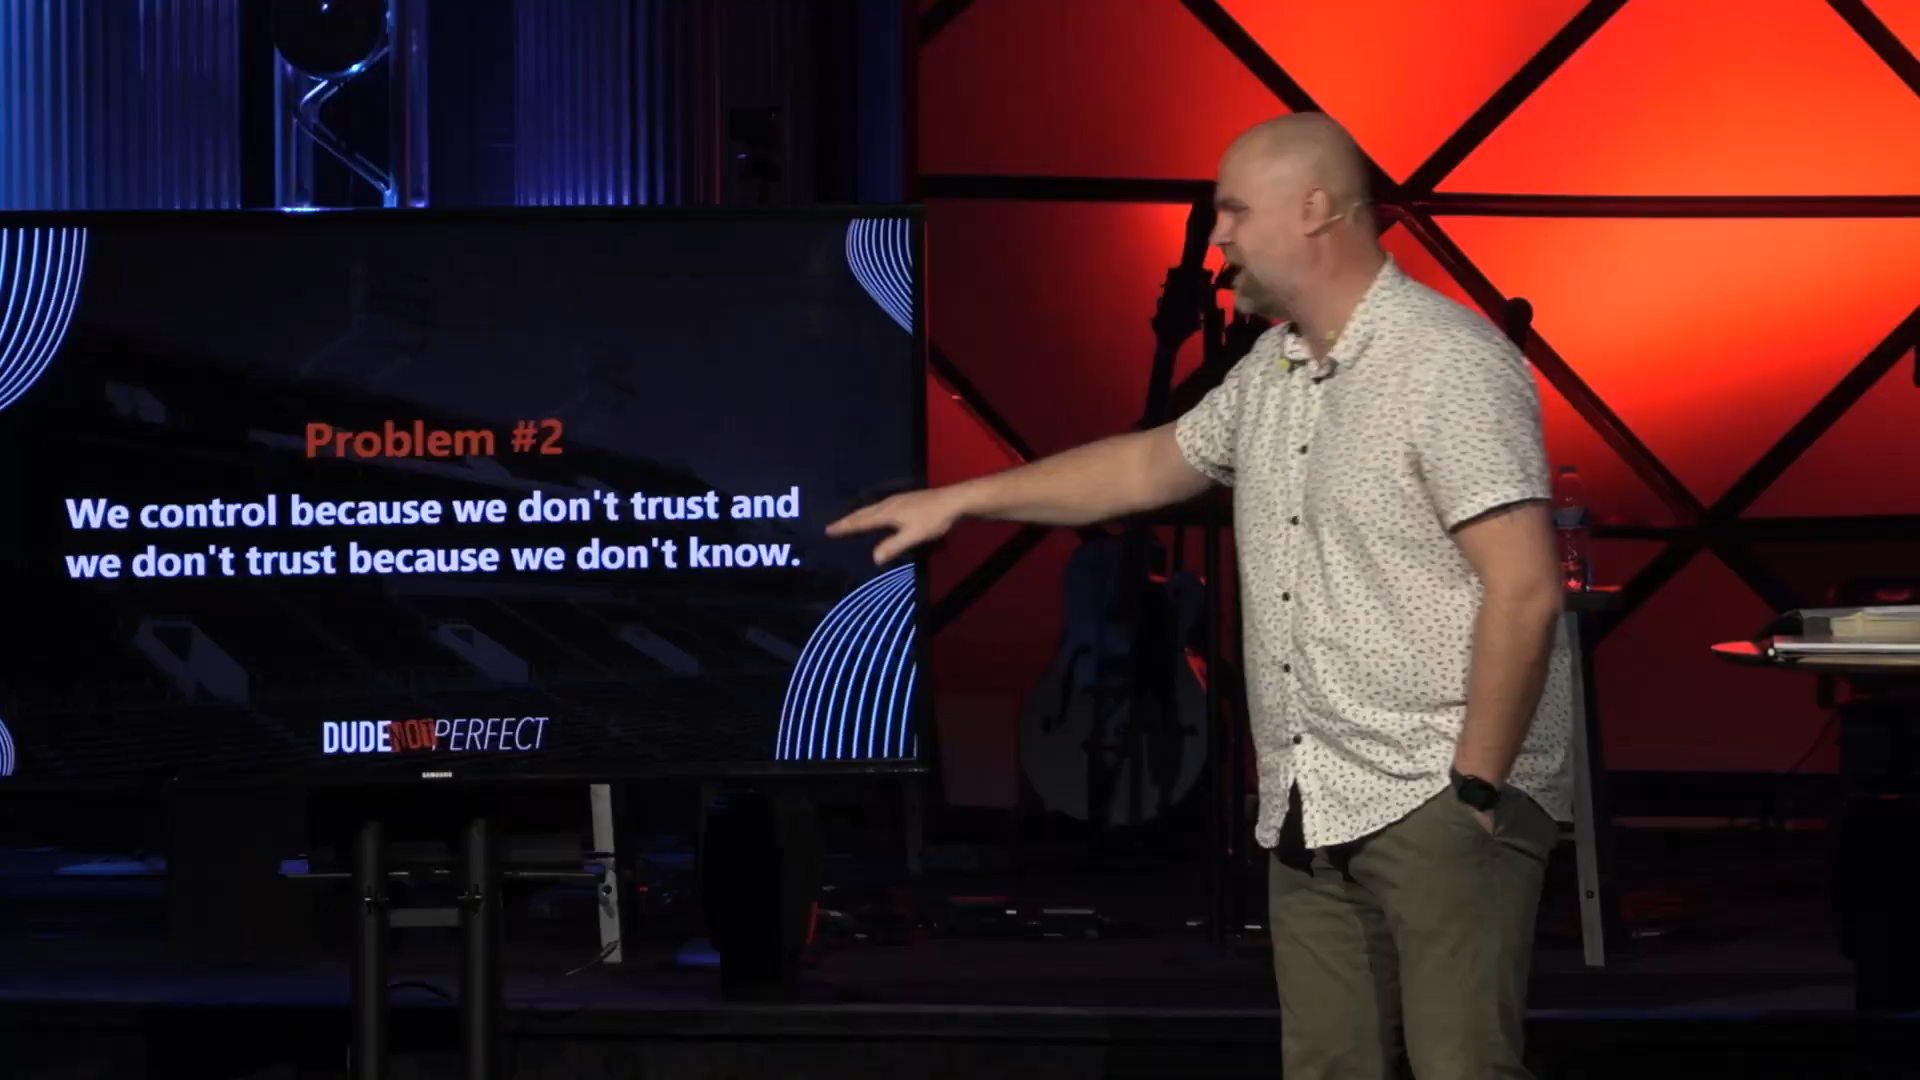 Problem #2
We control because we don't trust and
we don't trust because we don't know.
DUDE NOT PERFECT
SAMSUNG